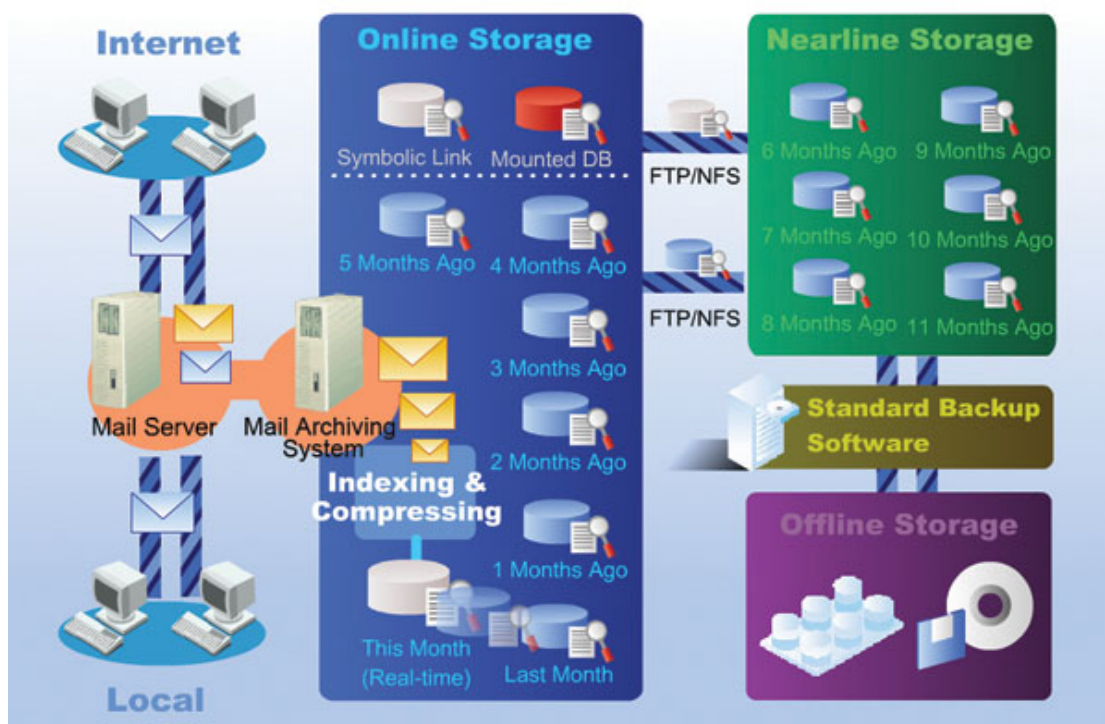 Internet
Mail Server
Mail Archiving
System
Local
Online Storage
Symbolic Link
Mounted DB
5 Months Ago
4 Months Ago
3 Months Ago
2 Months Ago
1 Months Ago
Indexing &
Compressing
This Month
(Real-time)
Last Month
FTP/NFS
FTP/NFS
Nearline Storage
6 Months Ago
9 Months Ago
7 Months Ago
10 Months Ago
8 Months Ago
11 Months Ago
Standard Backup
Software
Offline Storage